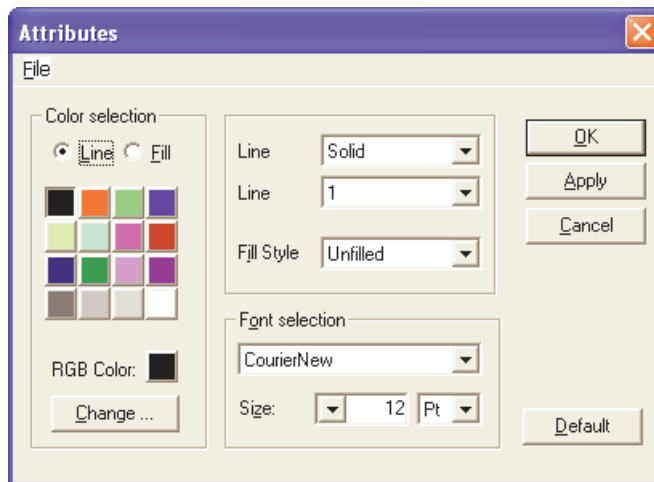 Attributes
File
Color selection
Line Fill
RGB Color:
Change ...
Line Solid
Line 1
Fill Style Unfilled
Font selection
CourierNew
Size: 12 Pt
OK
Apply
Cancel
Default